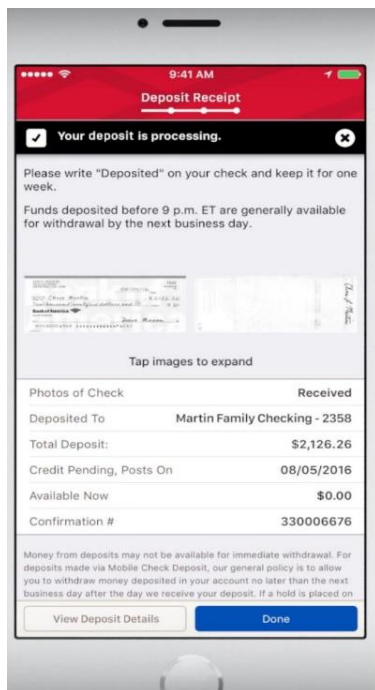 9:41 AM
Deposit Receipt
Your deposit is processing.
Please write "Deposited" on your check and keep it for one
week.
Funds deposited before 9 p.m. ET are generally available
for withdrawal by the next business day.
Bank of America
Tap images to expand
Photos of Check Received
Deposited To Martin Family Checking - 2358
Total Deposit: $2,126.26
Credit Pending, Posts On 08/05/2016
Available Now $0.00
Confirmation # 330006676
Money from deposits may not be available for immediate withdrawal. For
deposits made via Mobile Check Deposit, our general policy is to allow
you to withdraw money deposited in your account no later than the next
business day after the day we receive your deposit. If a hold is placed on
View Deposit Details
Done